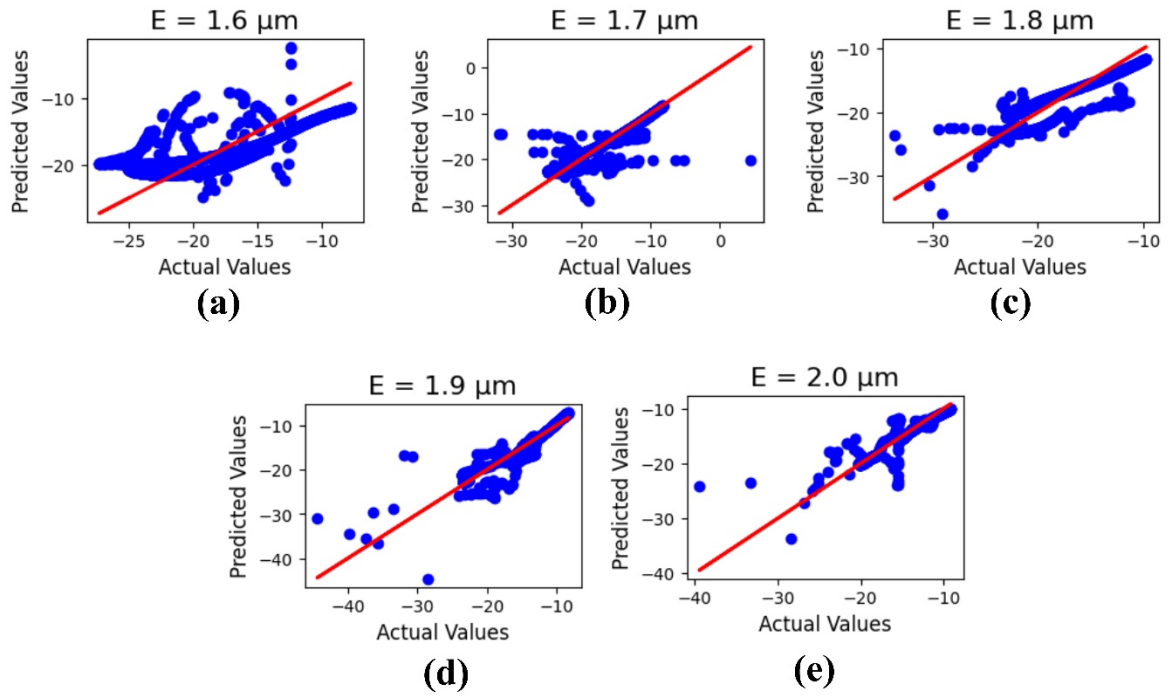 E = 1.6 μm
E = 1.7 μm
E = 1.8 μm
Predicted Values
−10
−20
−25
−20
−15
−10
Actual Values
(a)
Predicted Values
0
−10
−20
−30
−30
−20
−10
0
Actual Values
(b)
Predicted Values
−10
−20
−30
−30
−20
−10
Actual Values
(c)
E = 1.9 μm
E = 2.0 μm
Predicted Values
−10
−20
−30
−40
−40
−30
−20
−10
Actual Values
(d)
Predicted Values
−10
−20
−30
−40
−40
−30
−20
−10
Actual Values
(e)